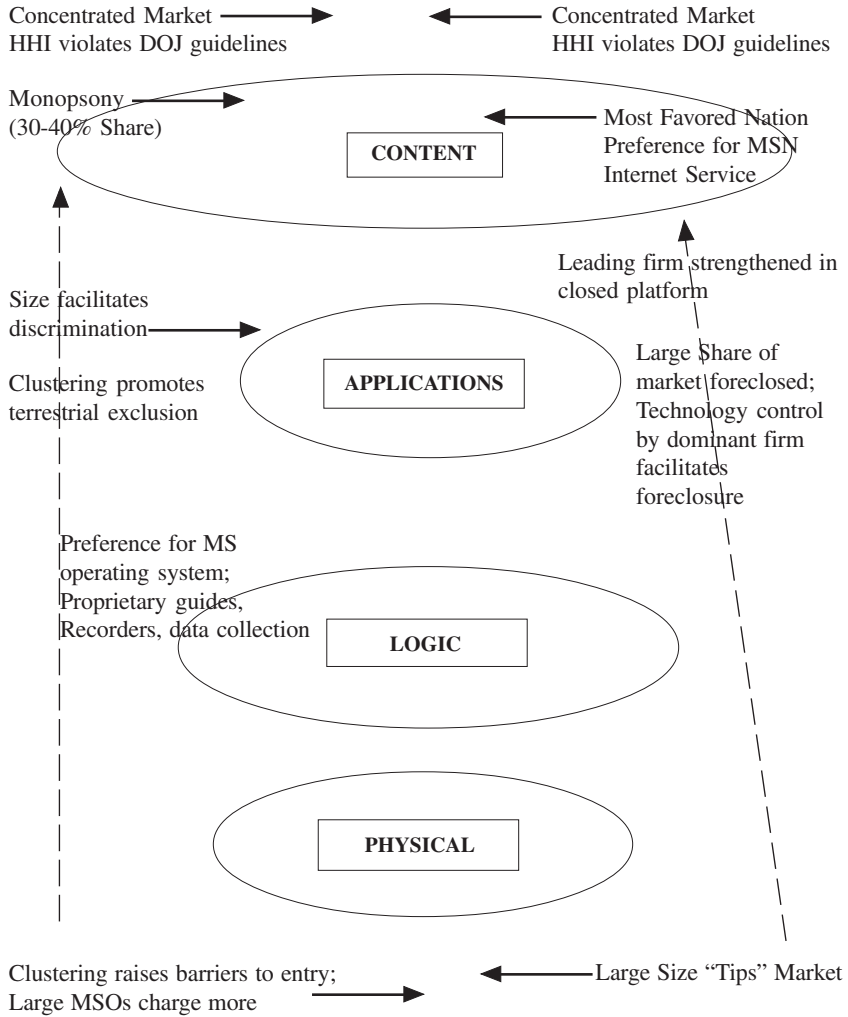 Concentrated Market
HHI violates DOJ guidelines
Concentrated Market
HHI violates DOJ guidelines
Monopsony
(30-40% Share)
CONTENT
Most Favored Nation
Preference for MSN
Internet Service
Leading firm strengthened in
closed platform
Size facilitates
discrimination
Clustering promotes
terrestrial exclusion
APPLICATIONS
Large Share of
market foreclosed;
Technology control
by dominant firm
facilitates
foreclosure
Preference for MS
operating system;
Proprietary guides,
Recorders, data collection
LOGIC
PHYSICAL
Clustering raises barriers to entry;
Large MSOs charge more
Large Size “Tips” Market